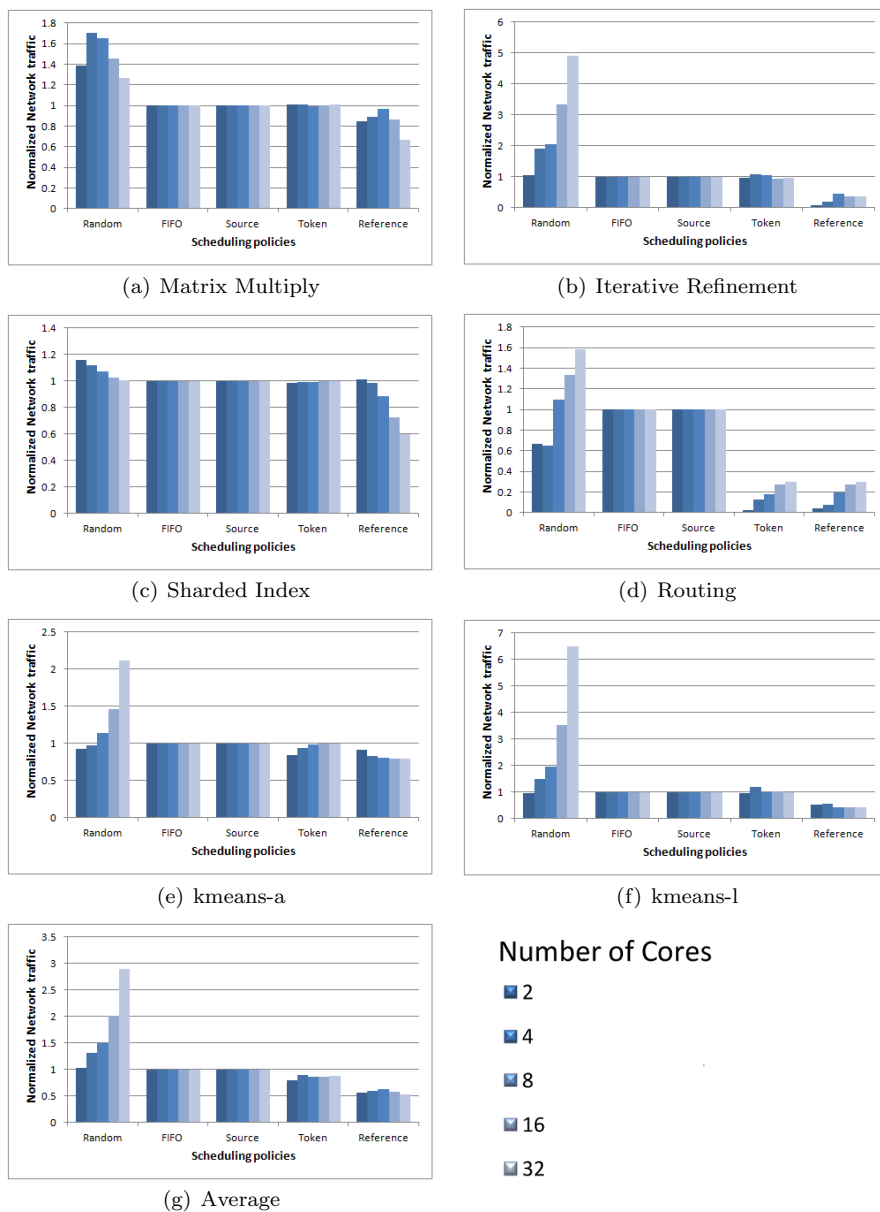 Normalized Network traffic
1.8
1.6
1.4
1.2
1
0.8
0.6
0.4
0.2
0
Random FIFO Source Token Reference
Scheduling policies
(a) Matrix Multiply
Normalized Network traffic
6
5
4
3
2
1
0
Random FIFO Source Token Reference
Scheduling policies
(b) Iterative Refinement
Normalized Network traffic
1.4
1.2
1
0.8
0.6
0.4
0.2
0
Random FIFO Source Token Reference
Scheduling policies
(c) Sharded Index
Normalized Network traffic
1.8
1.6
1.4
1.2
1
0.8
0.6
0.4
0.2
0
Random FIFO Source Token Reference
Scheduling policies
(d) Routing
Normalized Network traffic
2.5
2
1.5
1
0.5
0
Random FIFO Source Token Reference
Scheduling policies
(e) kmeans-a
Normalized Network traffic
7
6
5
4
3
2
1
0
Random FIFO Source Token Reference
Scheduling policies
(f) kmeans-l
Normalized Network traffic
3.5
3
2.5
2
1.5
1
0.5
0
Random FIFO Source Token Reference
Scheduling policies
(g) Average
Number of Cores
2
4
8
16
32